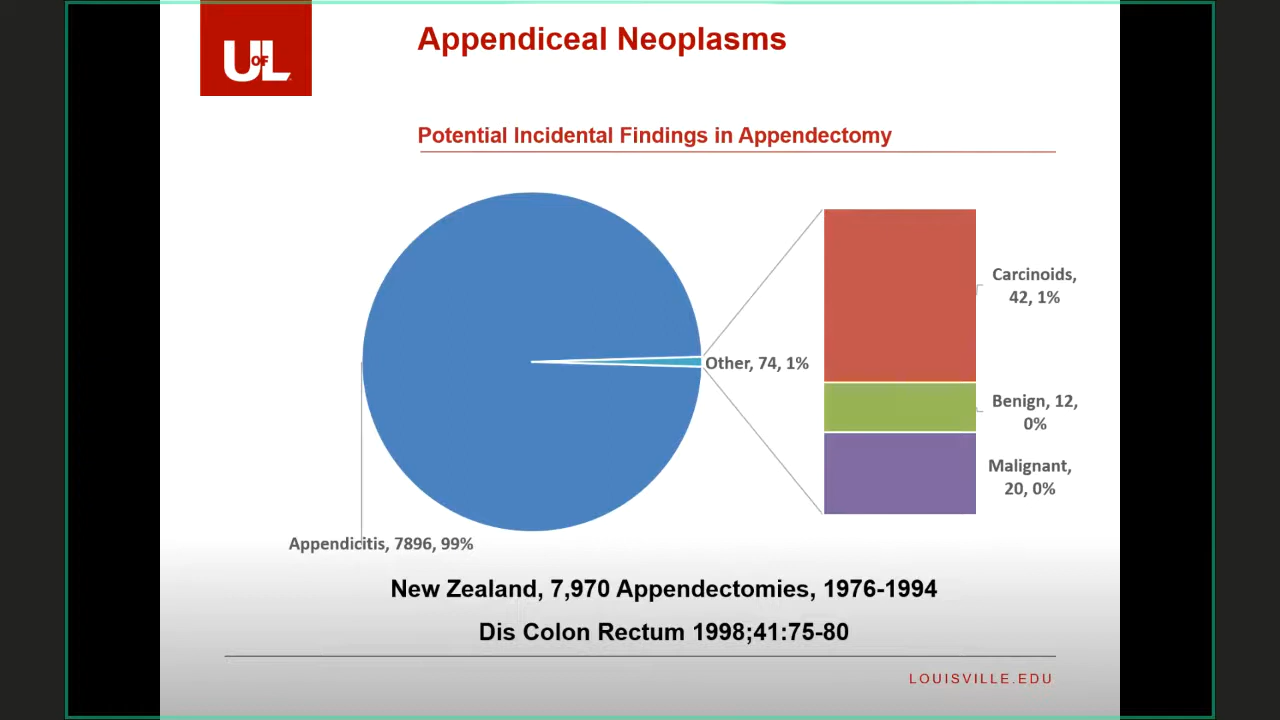 UOFL
Appendiceal Neoplasms
Potential Incidental Findings in Appendectomy
Carcinoids,
42, 1%
Other, 74, 1%
Benign, 12,
0%
Malignant,
20, 0%
Appendicitis, 7896, 99%
New Zealand, 7,970 Appendectomies, 1976-1994
Dis Colon Rectum 1998;41:75-80
LOUISVILLE.EDU